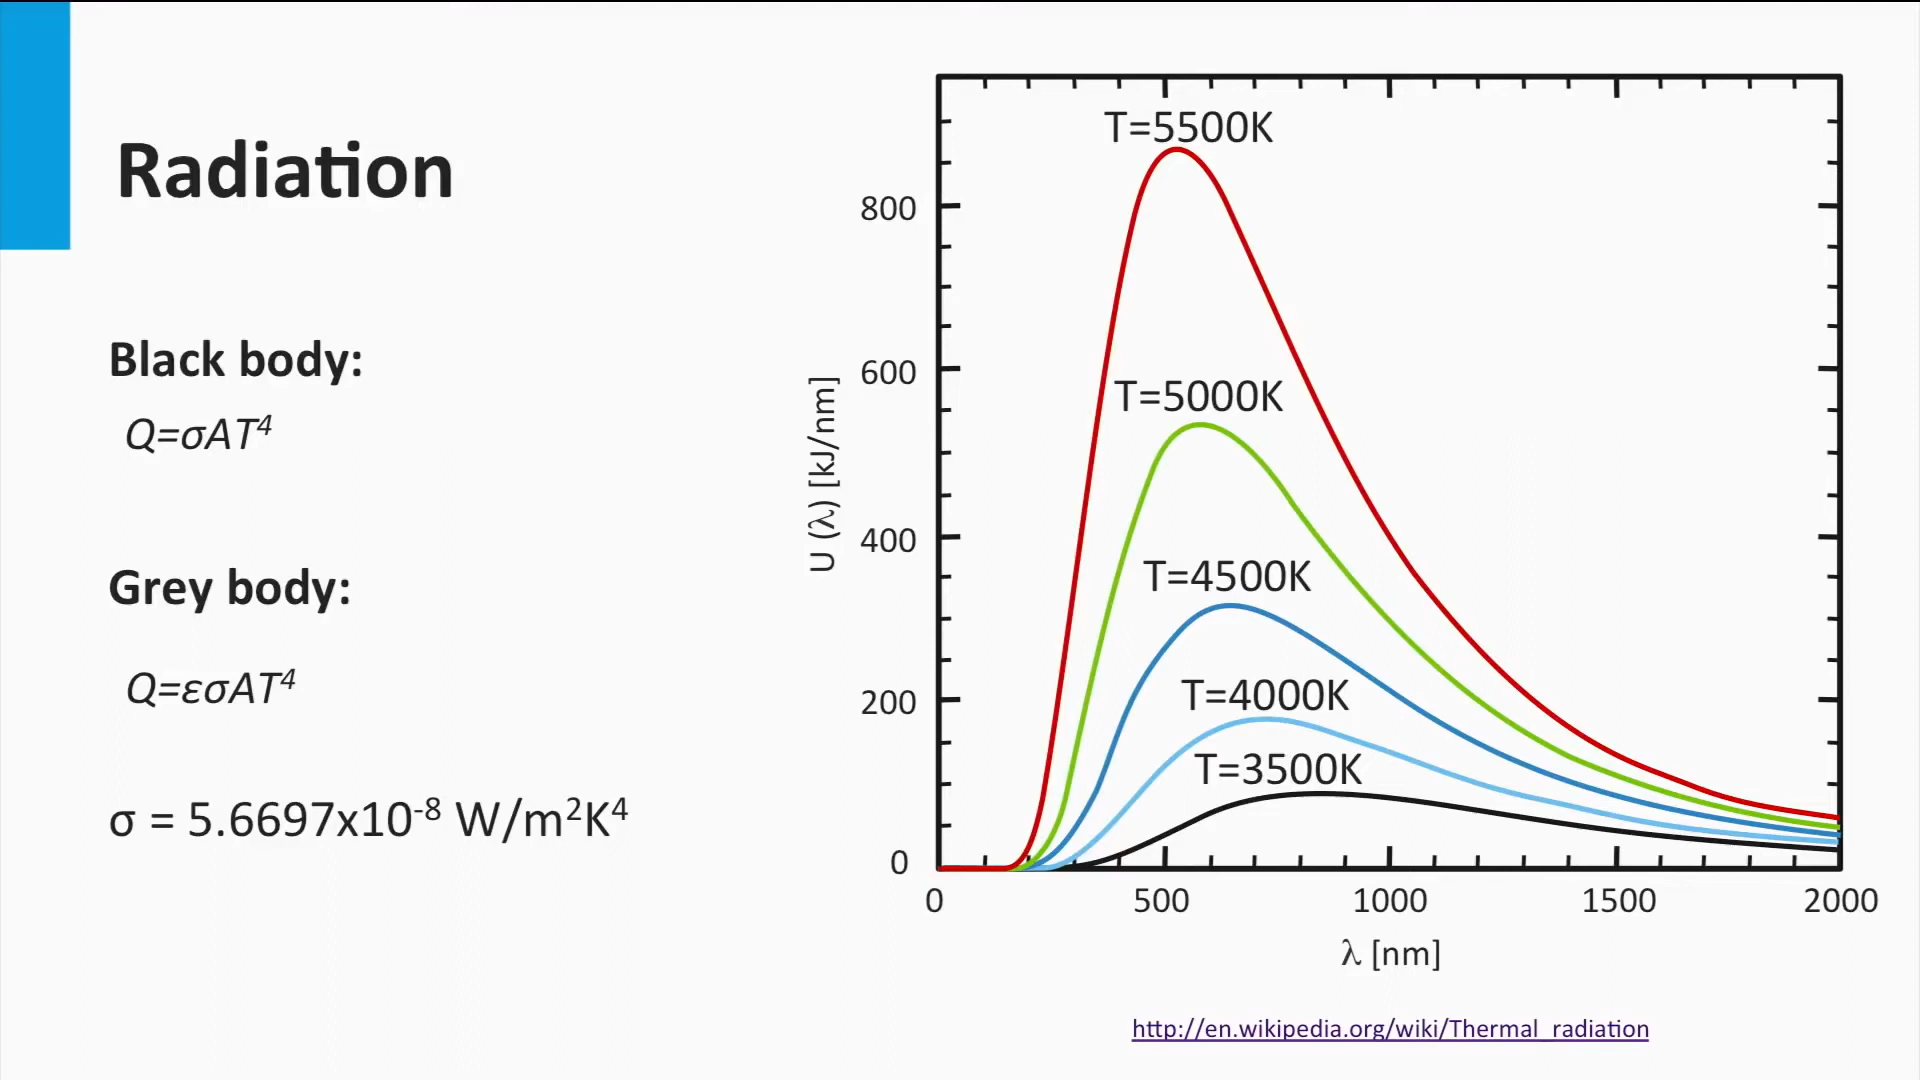 Radiation
Black body:
Q=σAT⁴
Grey body:
Q=εσAT⁴
σ = 5.6697x10⁻⁸ W/m²K⁴
T=5500K
T=5000K
T=4500K
T=4000K
T=3500K
U (λ) [kJ/nm]
800
600
400
200
0
0 500 1000 1500 2000
λ [nm]
http://en.wikipedia.org/wiki/Thermal_radiation